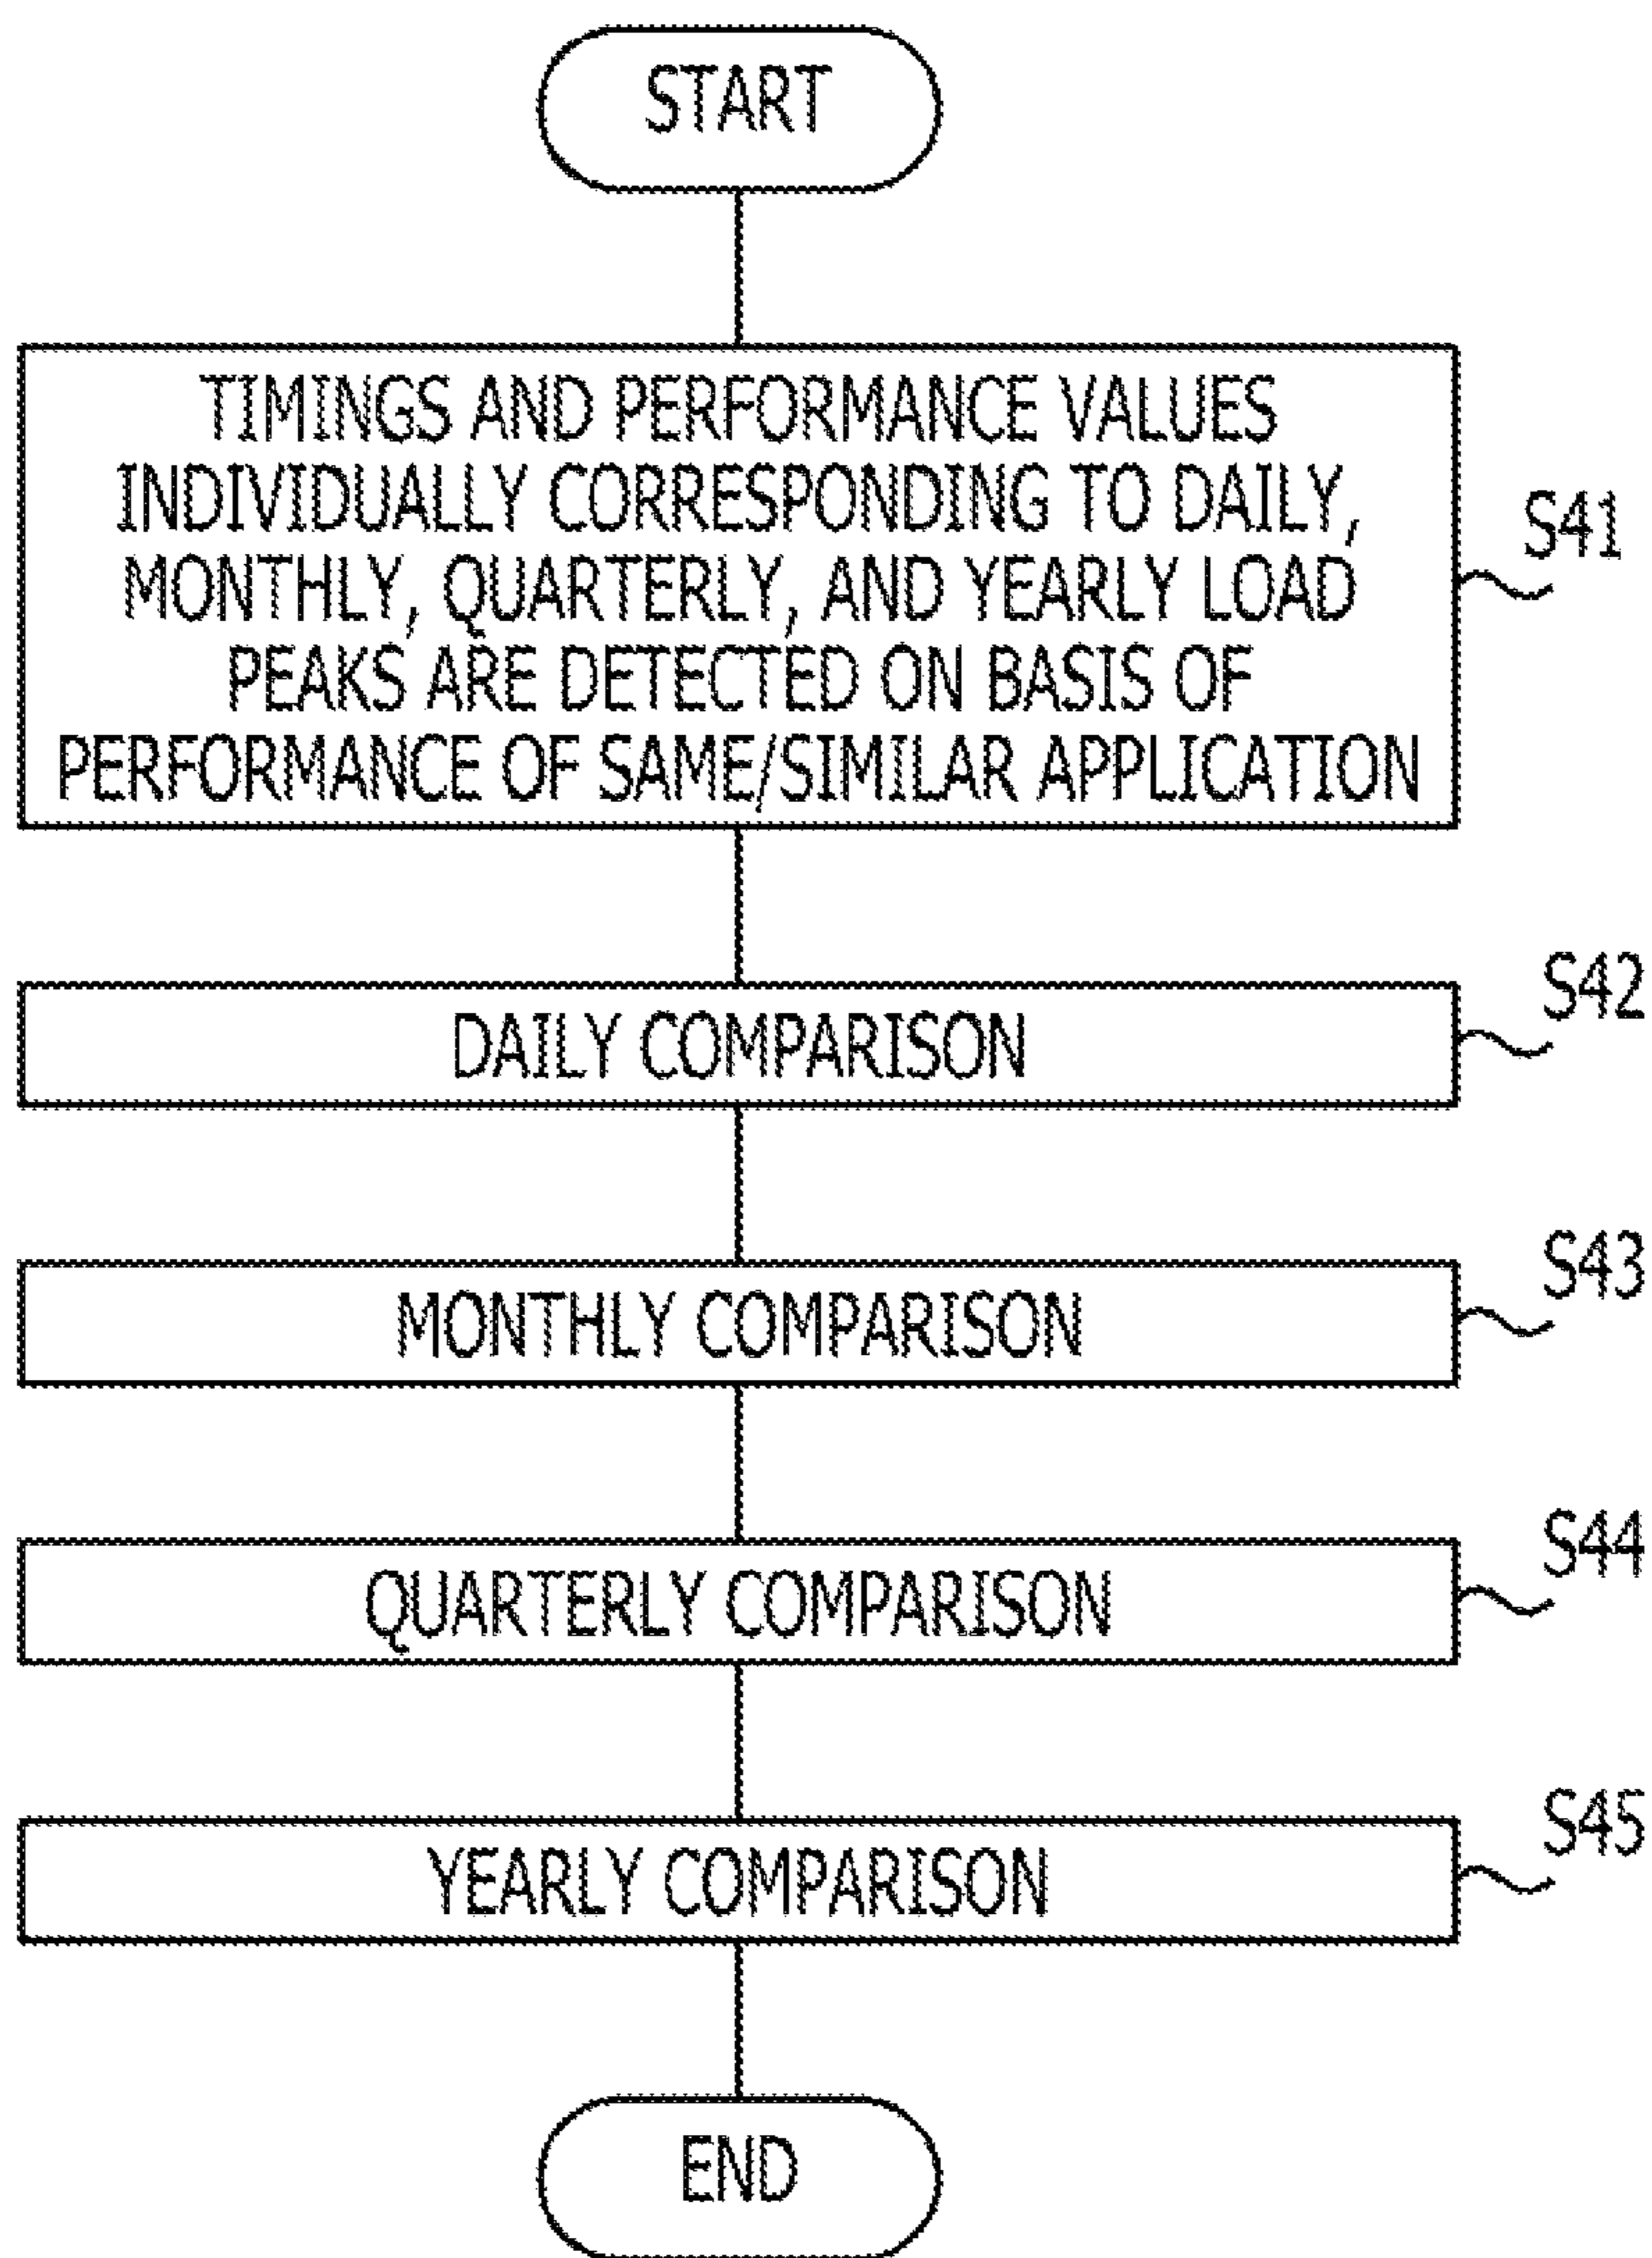 START
TIMINGS AND PERFORMANCE VALUES
INDIVIDUALLY CORRESPONDING TO DAILY,
MONTHLY, QUARTERLY, AND YEARLY LOAD
PEAKS ARE DETECTED ON BASIS OF
PERFORMANCE OF SAME/SIMILAR APPLICATION
S41
DAILY COMPARISON
S42
MONTHLY COMPARISON
S43
QUARTERLY COMPARISON
S44
YEARLY COMPARISON
S45
END